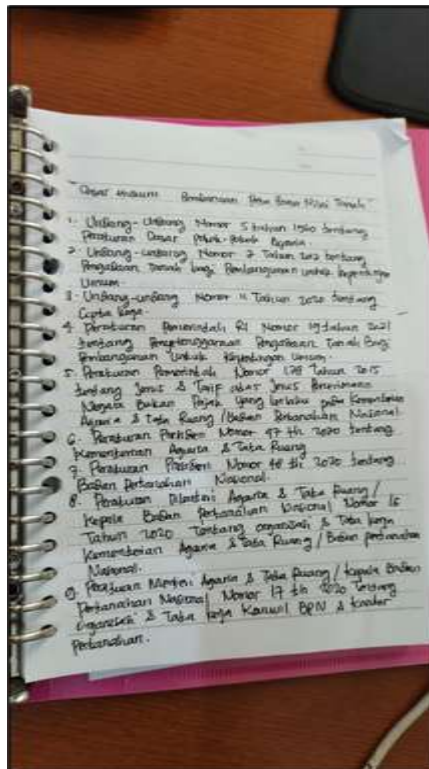 "Dasar Hukum Pembaruan Peta Zona Nilai Tanah"
1. Undang-Undang Nomor 5 tahun 1960 tentang
Peraturan Dasar Pokok-Pokok Agraria.
2. Undang-undang Nomor 2 Tahun 2012 tentang
Pengadaan Tanah bagi Pembangunan untuk Kepentingan
Umum
3. Undang-undang Nomor 11 Tahun 2020 tentang
Cipta Kerja.
4. Peraturan Pemerintah RI Nomor 19 tahun 2021
tentang Penyelenggaraan Pengadaan Tanah Bagi
Pembangunan Untuk Kepentingan Umum.
5. Peraturan Pemerintah Nomor 128 Tahun 2015
tentang Jenis & Tarif atas Jenis Penerimaan
Negara Bukan Pajak yang berlaku pada Kementerian
Agraria & Tata Ruang / Badan Pertanahan Nasional.
6. Peraturan Presiden Nomor 47 th 2020 tentang
Kementerian Agraria & Tata Ruang
7. Peraturan Presiden Nomor 48 th 2020 tentang
Badan Pertanahan Nasional.
8. Peraturan Menteri Agraria & Tata Ruang /
Kepala Badan Pertanahan Nasional Nomor 16
Tahun 2020 Tentang organisasi & Tata kerja
Kementerian Agraria & Tata Ruang / Badan pertanahan
Nasional.
9. Peraturan Menteri Agraria & Tata Ruang / kepala Badan
Pertanahan Nasional Nomor 17 th 2020 Tentang
Organisasi & Tata kerja Kanwil BPN & kantor
Pertanahan.